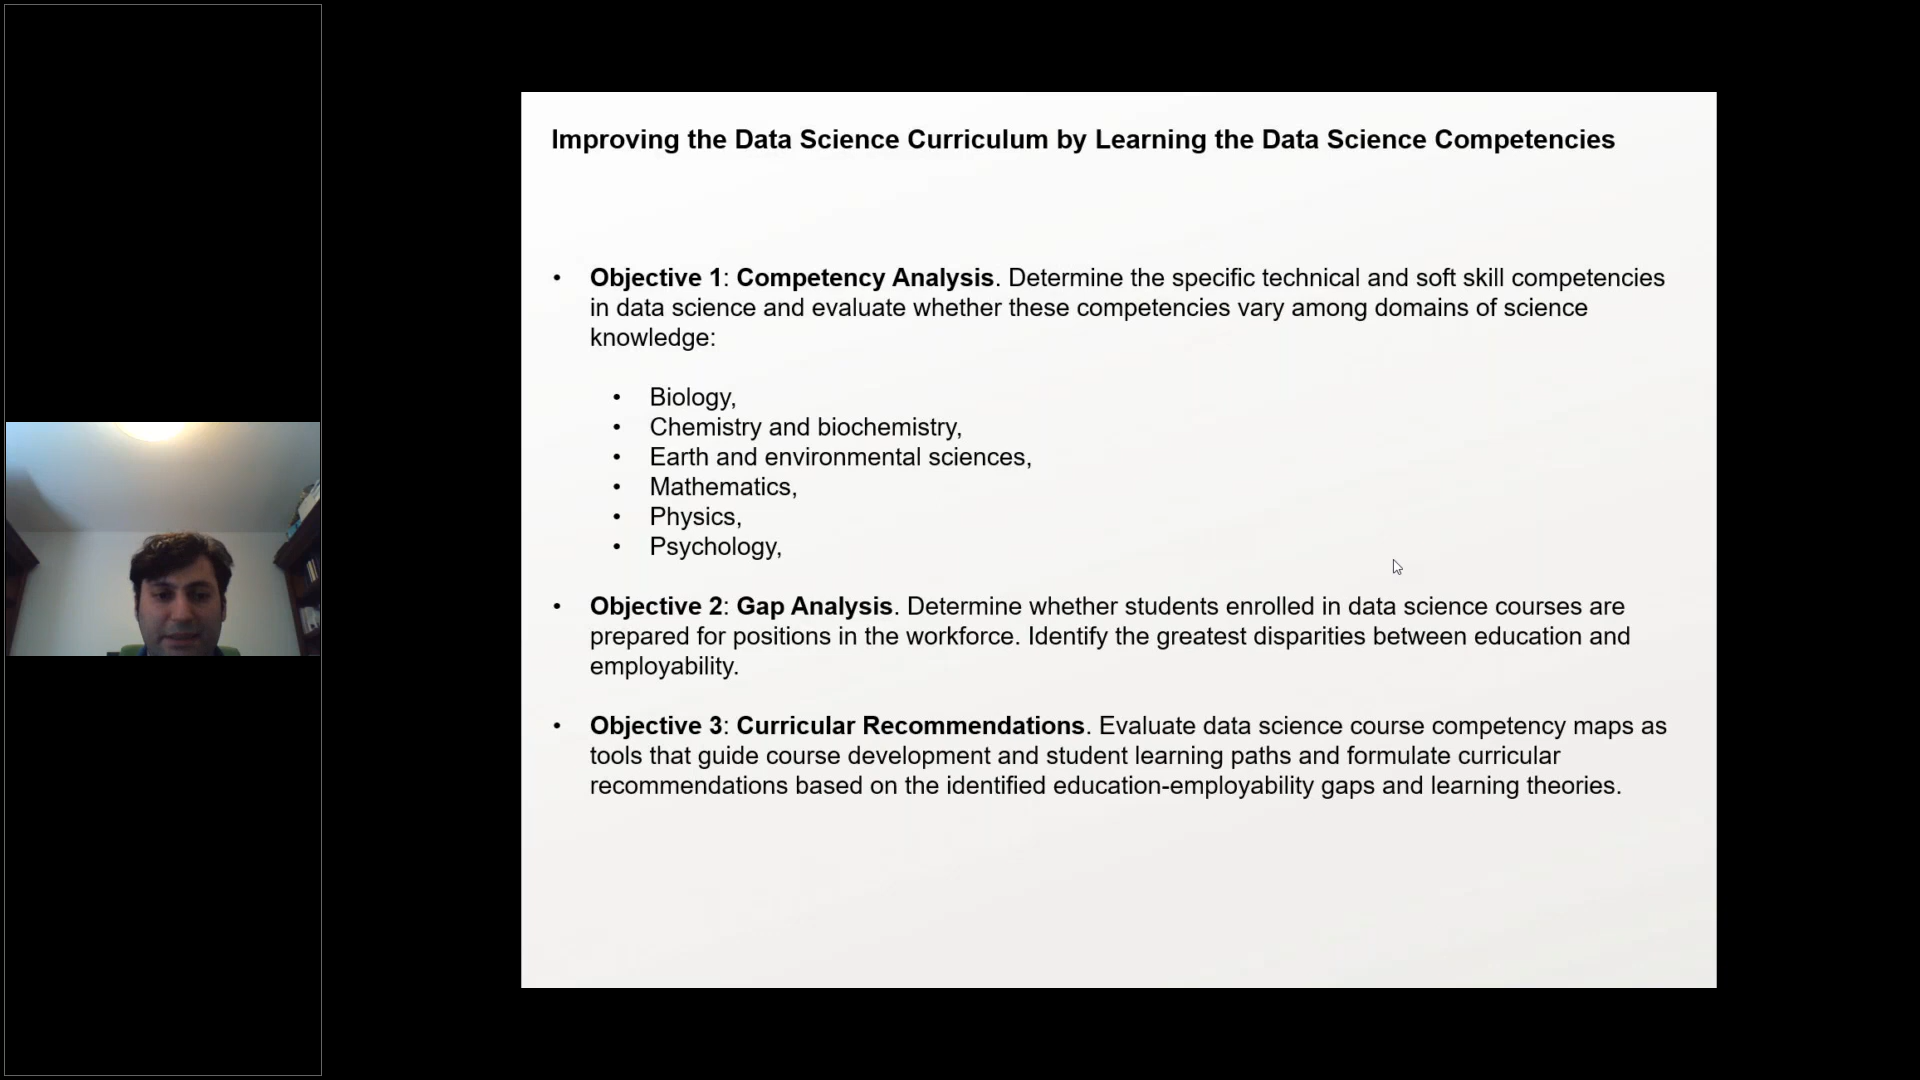 Improving the Data Science Curriculum by Learning the Data Science Competencies
• Objective 1: Competency Analysis. Determine the specific technical and soft skill competencies
in data science and evaluate whether these competencies vary among domains of science
knowledge:
• Biology,
• Chemistry and biochemistry,
• Earth and environmental sciences,
• Mathematics,
• Physics,
• Psychology,
• Objective 2: Gap Analysis. Determine whether students enrolled in data science courses are
prepared for positions in the workforce. Identify the greatest disparities between education and
employability.
• Objective 3: Curricular Recommendations. Evaluate data science course competency maps as
tools that guide course development and student learning paths and formulate curricular
recommendations based on the identified education-employability gaps and learning theories.